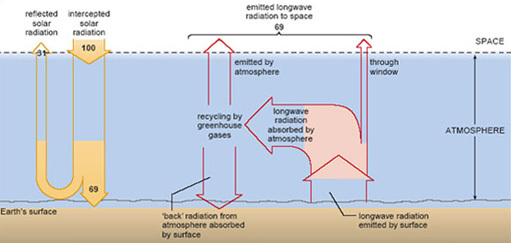 reflected
solar
radiation
intercepted
solar
radiation
emitted longwave
radiation to space
69
31
100
SPACE
emitted by
atmosphere
through
window
recycling by
greenhouse
gases
longwave
radiation
absorbed by
atmosphere
ATMOSPHERE
69
Earth's surface
'back' radiation from
atmosphere absorbed
by surface
longwave radiation
emitted by surface